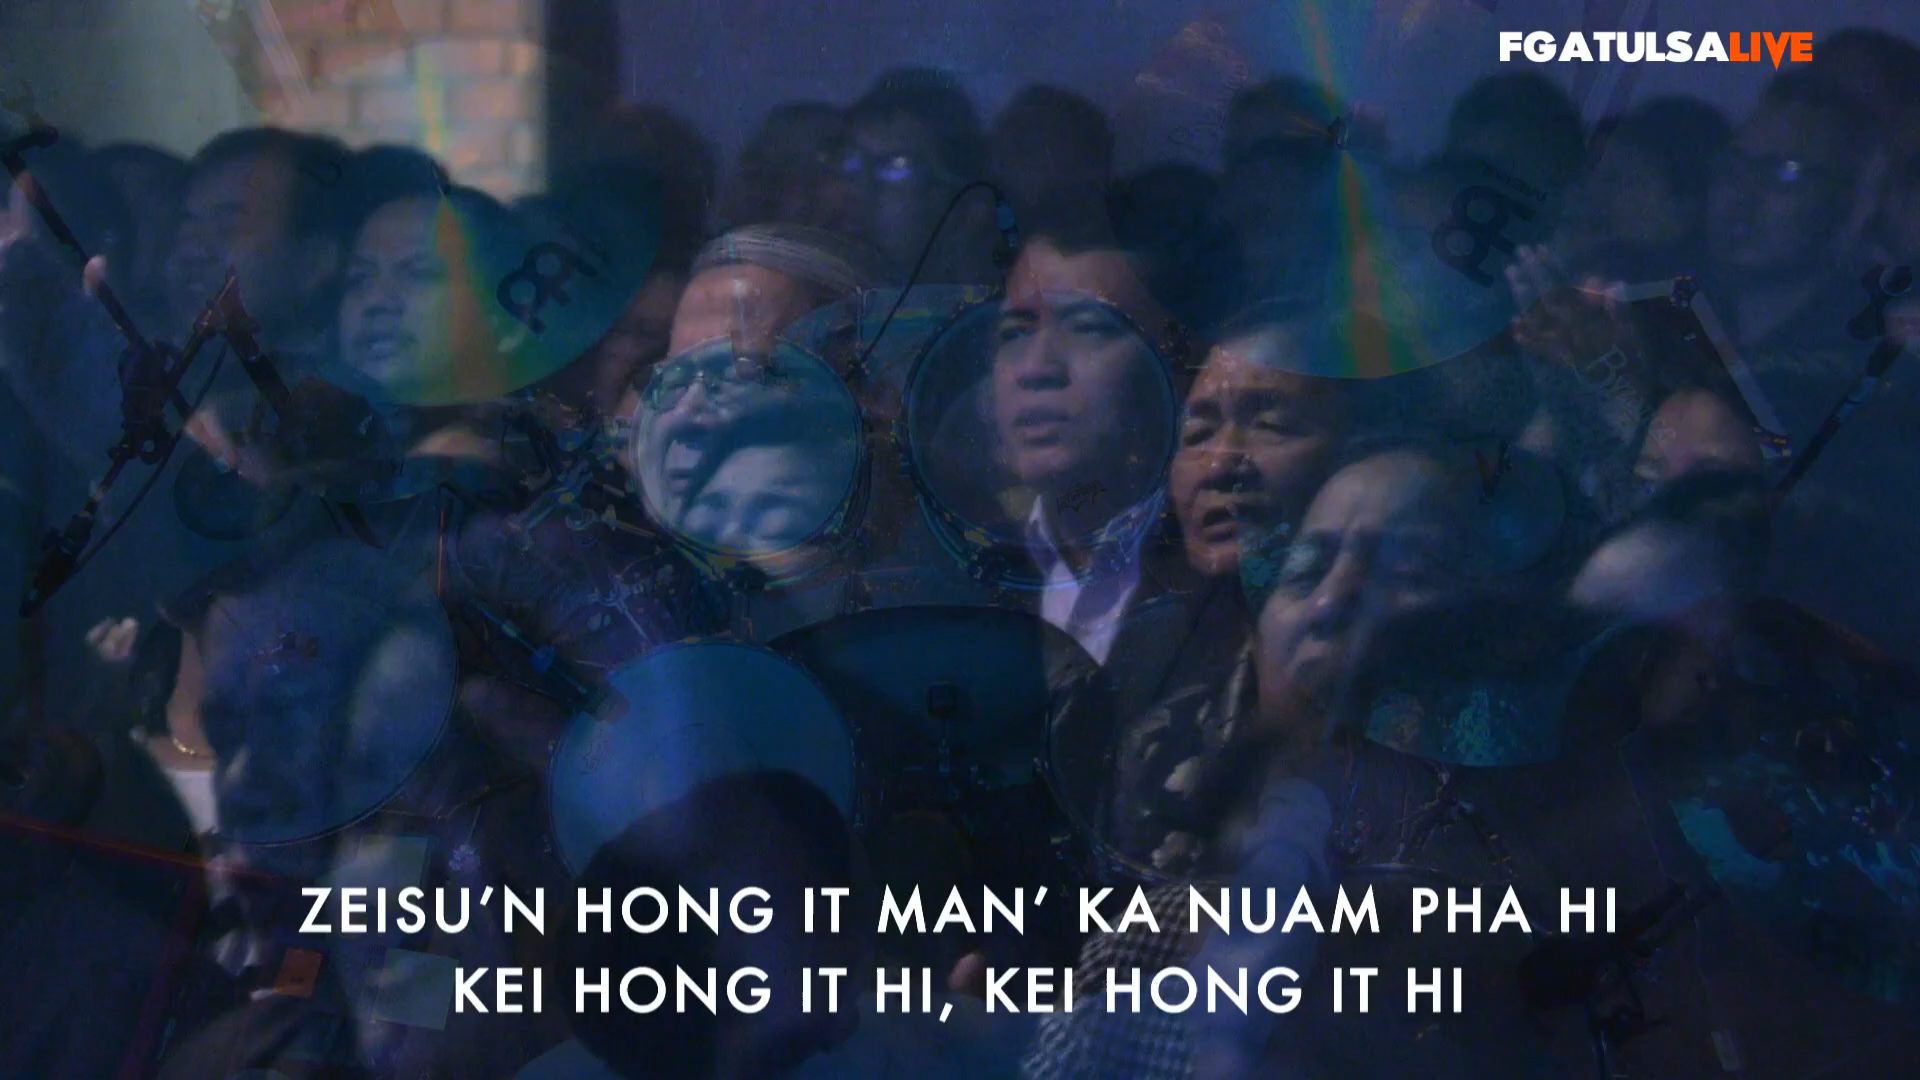 FGATULSALIVE
ZEISU’N HONG IT MAN’ KA NUAM PHA HI
KEI HONG IT HI, KEI HONG IT HI